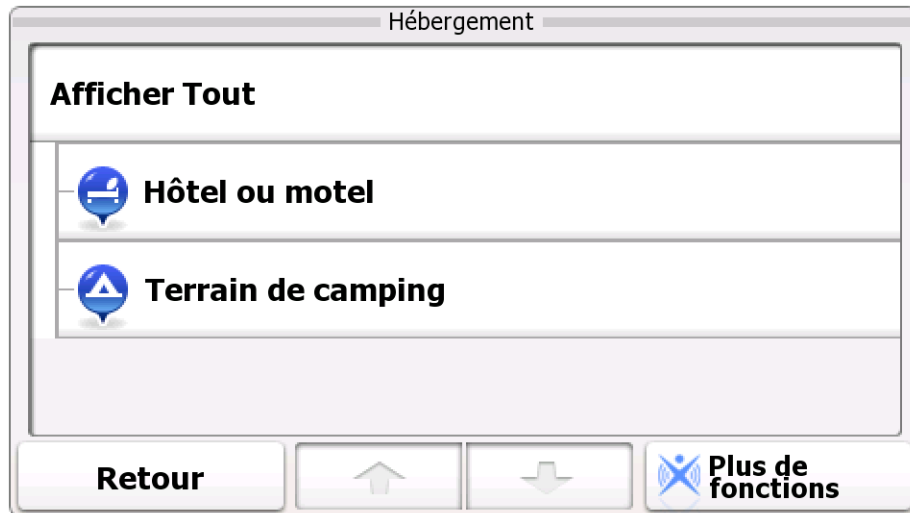 Hébergement
Afficher Tout
Hôtel ou motel
Terrain de camping
Retour
Plus de
fonctions